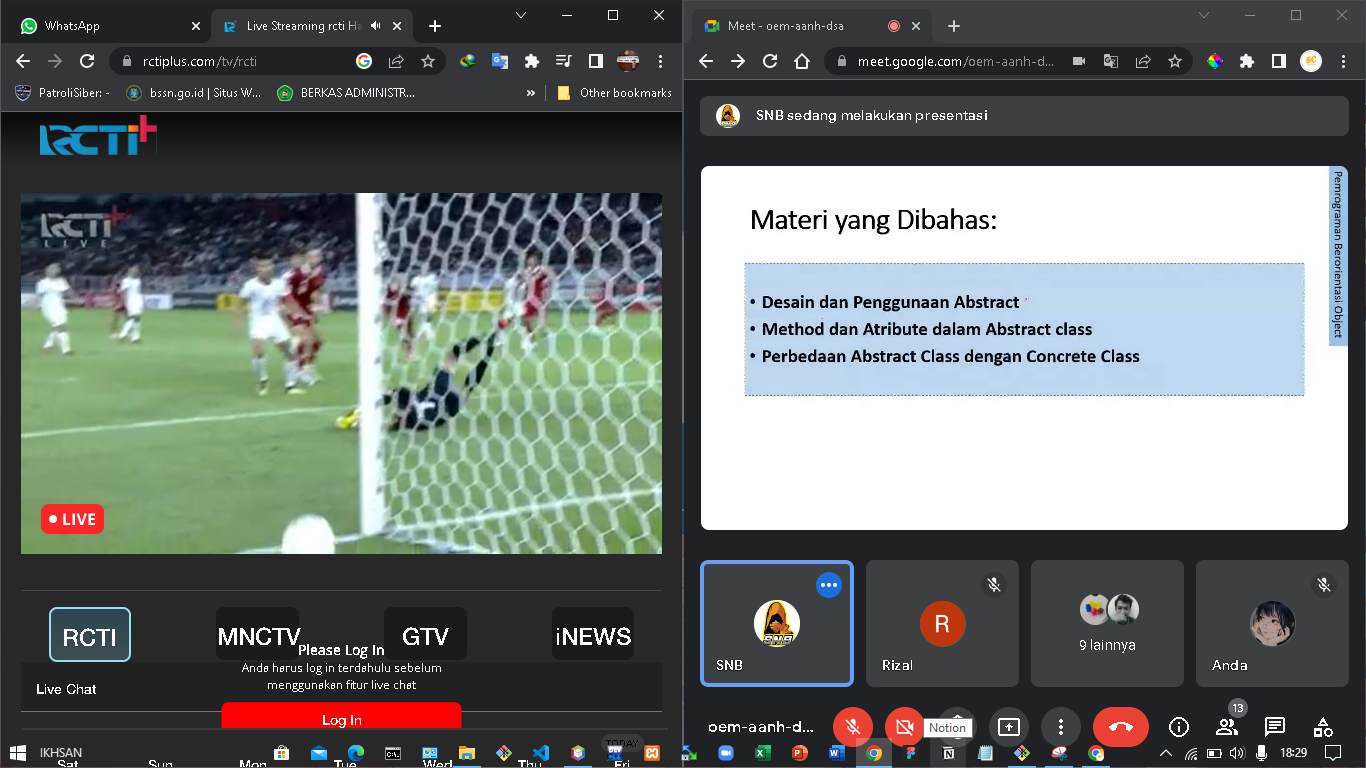 WhatsApp
Live Streaming rcti Ha
rctiplus.com/tv/rcti
PatroliSiber: -
bssn.go.id | Situs W...
BERKAS ADMINISTR...
»
Other bookmarks
RCTI+
RCTI+
LIVE
LIVE
RCTI
MNCTV
GTV
iNEWS
Please Log In
Anda harus log in terdahulu sebelum
menggunakan fitur live chat
Live Chat
Log In
TODAY
Sat
Sun
Mon
Tue
Wed
Thu
Fri
IKHSAN
Meet - oem-aanh-dsa
meet.google.com/oem-aanh-d...
SNB sedang melakukan presentasi
Pemrograman Berorientasi Object
Materi yang Dibahas:
• Desain dan Penggunaan Abstract
• Method dan Atribute dalam Abstract class
• Perbedaan Abstract Class dengan Concrete Class
SNB
SNB
R
Rizal
9 lainnya
Anda
oem-aanh-d...
Notion
13
18:29